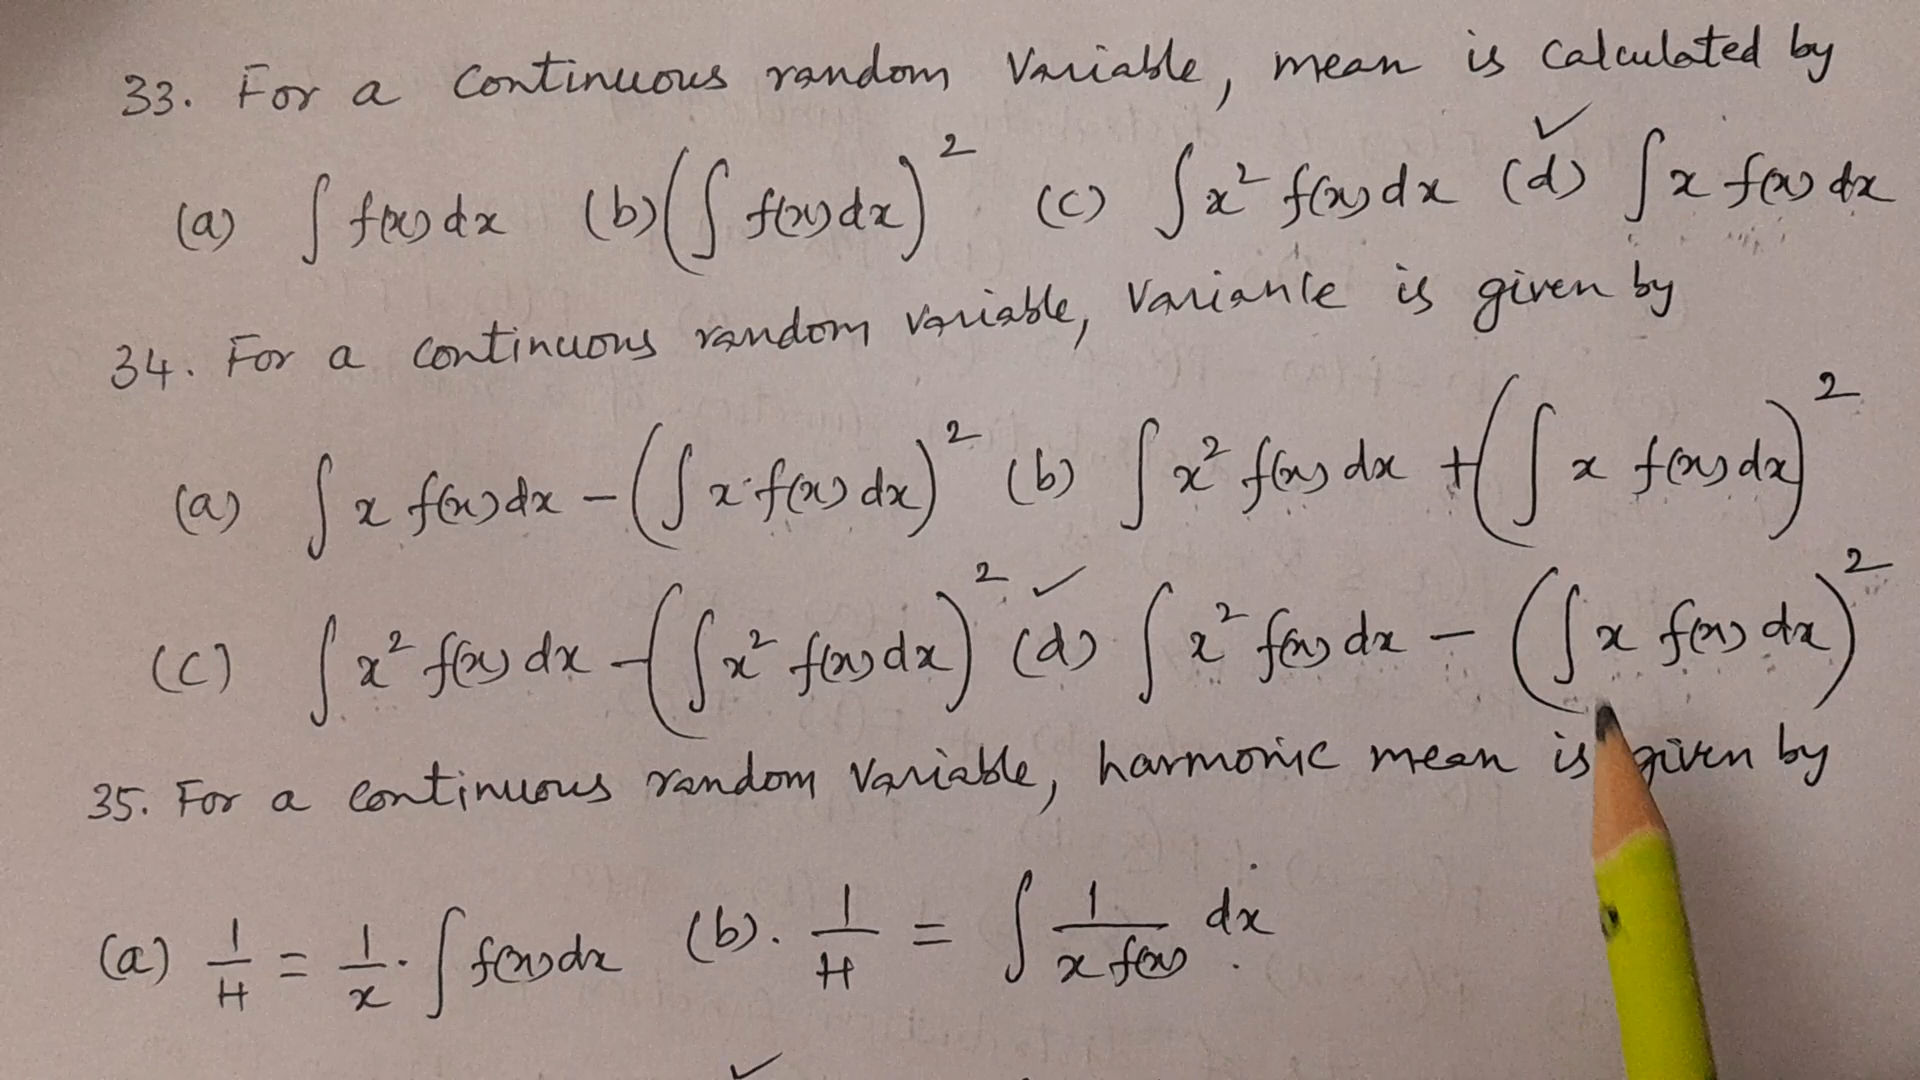 33. For a continuous random variable, mean is calculated by
(a) ∫ f(x) dx (b) (∫ f(x) dx)² (c) ∫ x² f(x) dx ✓(d) ∫ x f(x) dx
34. For a continuous random variable, variance is given by
(a) ∫ x f(x) dx − (∫ x f(x) dx)² (b) ∫ x² f(x) dx + (∫ x f(x) dx)²
(c) ∫ x² f(x) dx − (∫ x² f(x) dx)² ✓(d) ∫ x² f(x) dx − (∫ x f(x) dx)²
35. For a continuous random variable, harmonic mean is given by
(a) 1/H = 1/x · ∫ f(x) dx (b). 1/H = ∫ 1/(x f(x)) dx
✓